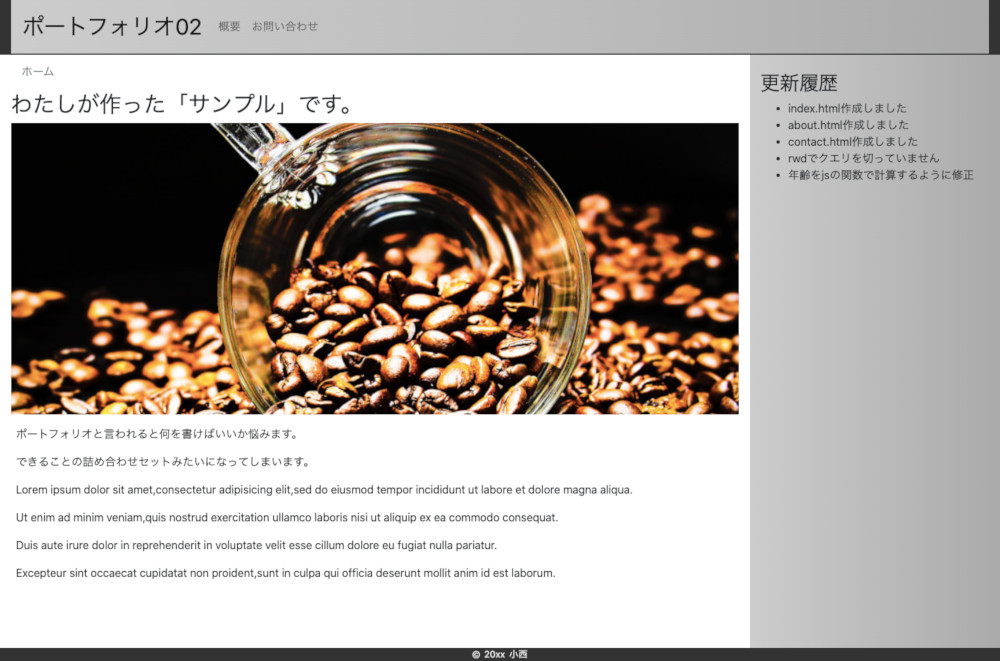 ポートフォリオ02
概要 お問い合わせ
ホーム
わたしが作った「サンプル」です。
ポートフォリオと言われると何を書けばいいか悩みます。
できることの詰め合わせセットみたいになってしまいます。
Lorem ipsum dolor sit amet,consectetur adipisicing elit,sed do eiusmod tempor incididunt ut labore et dolore magna aliqua.
Ut enim ad minim veniam,quis nostrud exercitation ullamco laboris nisi ut aliquip ex ea commodo consequat.
Duis aute irure dolor in reprehenderit in voluptate velit esse cillum dolore eu fugiat nulla pariatur.
Excepteur sint occaecat cupidatat non proident,sunt in culpa qui officia deserunt mollit anim id est laborum.
更新履歴
index.html作成しました
about.html作成しました
contact.html作成しました
rwdでクエリを切っていません
年齢をjsの関数で計算するように修正
© 20xx 小西